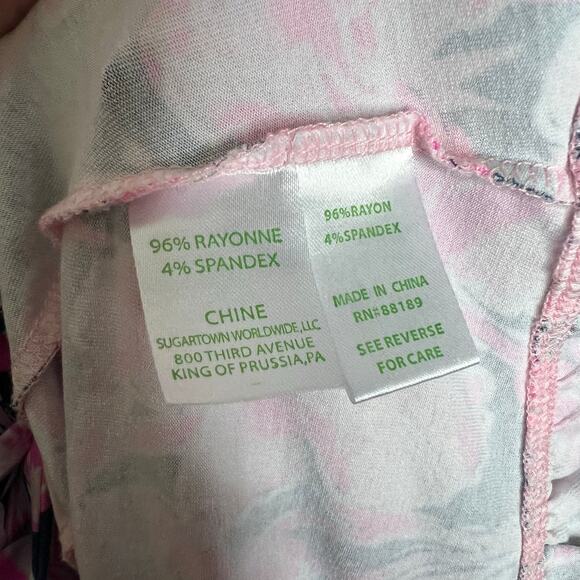 96% RAYONNE
4% SPANDEX
CHINE
SUGARTOWN WORLDWIDE, LLC
800 THIRD AVENUE
KING OF PRUSSIA, PA
96%RAYON
4%SPANDEX
MADE IN CHINA
RN#88189
SEE REVERSE
FOR CARE